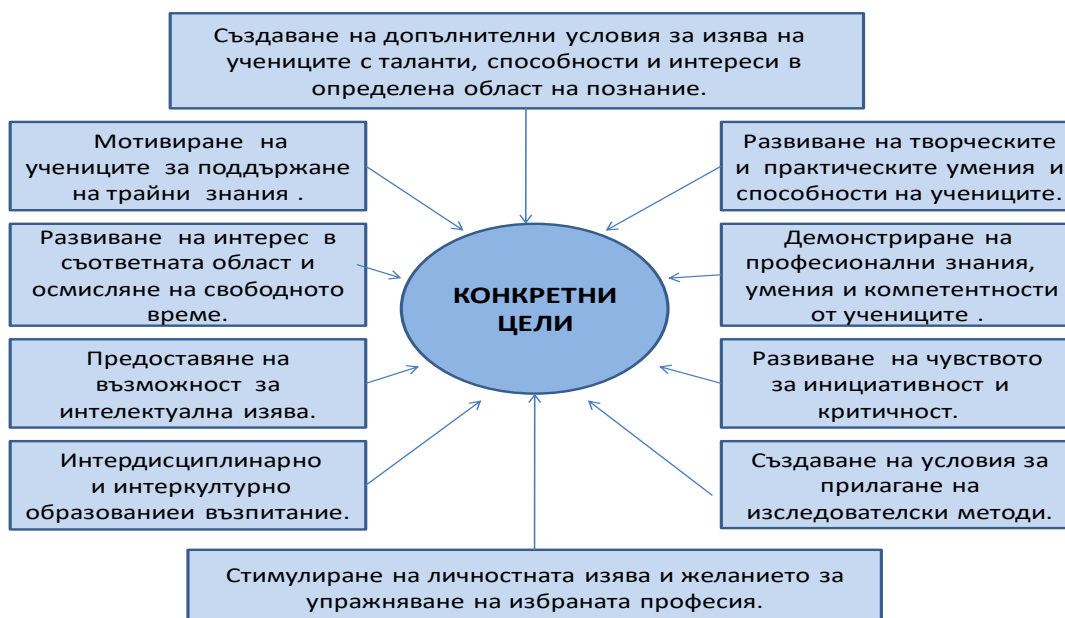 Създаване на допълнителни условия за изява на
учениците с таланти, способности и интереси в
определена област на познание.
Мотивиране на
учениците за поддържане
на трайни знания .
Развиване на творческите
и практическите умения и
способности на учениците.
Развиване на интерес в
съответната област и
осмисляне на свободното
време.
КОНКРЕТНИ
ЦЕЛИ
Демонстриране на
професионални знания,
умения и компетентности
от учениците .
Предоставяне на
възможност за
интелектуална изява.
Развиване на чувството
за инициативност и
критичност.
Интердисциплинарно
и интеркултурно
образованиеи възпитание.
Създаване на условия за
прилагане на
изследователски методи.
Стимулиране на личностната изява и желанието за
упражняване на избраната професия.